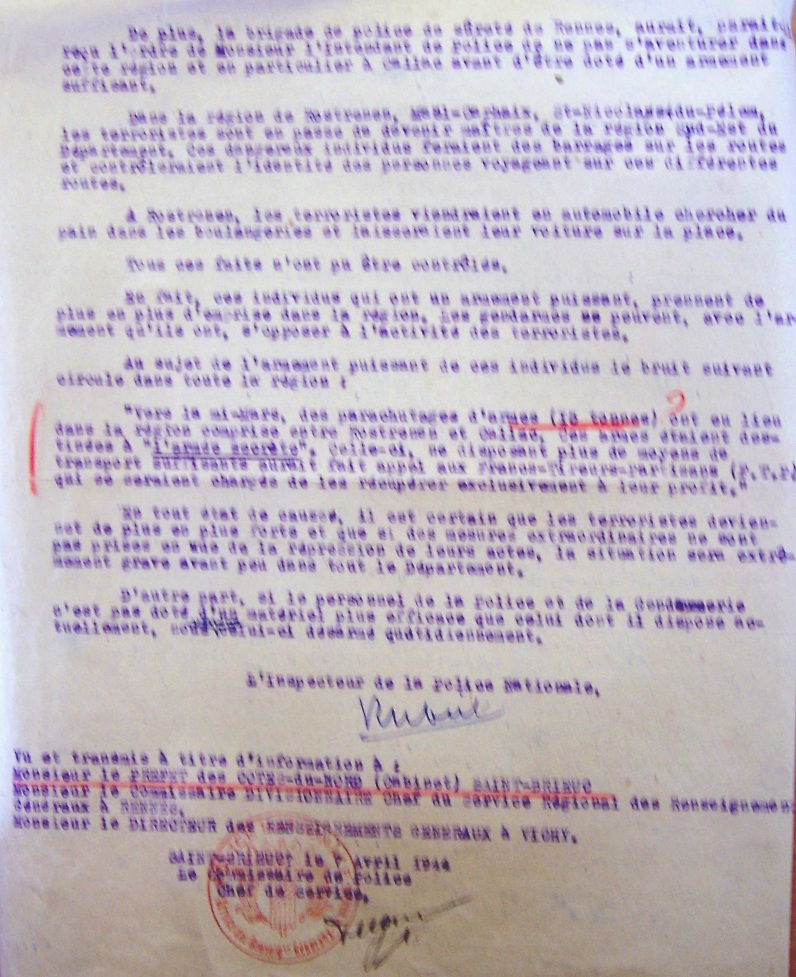 De plus, la brigade de police de sûreté de Rennes, aurait, paraît
reçu l'ordre de Monsieur l'Intendant de Police de ne pas s'aventurer dans
cette région et en particulier à Callac avant d'être doté d'un armement
suffisant.
Dans la région de Rostrenen, Maël-Carhaix, St-Nicolas-du-Pélem,
les terroristes sont en passe de devenir maîtres de la région du
Département. Ces dangereux individus feraient des barrages sur les routes
et contrôleraient l'identité des personnes voyageant sur ces différentes
routes.
A Rostrenen, les terroristes viendraient en automobile chercher du
pain dans les boulangeries et laisseraient leur voiture sur la place.
Tous ces faits n'ont pu être contrôlés.
En fait, ces individus qui ont un armement puissant, prennent de
plus en plus d'emprise dans la région. Les gendarmes ne peuvent, avec l'ar
mement qu'ils ont, s'opposer à l'activité des terroristes.
Au sujet de l'armement puissant de ces individus le bruit suivant
circule dans toute la région :
"Vers la mi-Mars, des parachutages d'armes (18 tonnes) ? ont eu lieu
dans la région comprise entre Rostrenen et Callac. Ces armes étaient des-
tinées à "l'armée secrète". Celle-ci, ne disposant plus de moyens de
transport suffisants aurait fait appel aux Francs-Tireurs-Partisans (F.T.P.
qui se seraient chargés de les récupérer exclusivement à leur profit."
En tout état de cause, il est certain que les terroristes devien-
nent de plus en plus forts et que si des mesures extraordinaires ne sont
pas prises en vue de la répression de leurs actes, la situation sera extrê-
mement grave avant peu dans tout le Département.
D'autre part, si le personnel de la Police et de la Gendarmerie
n'est pas doté d'un matériel plus efficace que celui dont il dispose ac-
tuellement, celui-ci désarme quotidiennement.
L'Inspecteur de la Police Nationale,
Vu et transmis à titre d'information à :
Monsieur le PREFET des COTES-du-NORD (Cabinet) SAINT-BRIEUC
Monsieur le Commissaire DIVISIONNAIRE Chef du Service Régional des Renseignement
Généraux à RENNES.
Monsieur le DIRECTEUR des RENSEIGNEMENTS GENERAUX à VICHY.
SAINT-BRIEUC, le 7 Avril 1944
Le Commissaire de Police
Chef de Service,